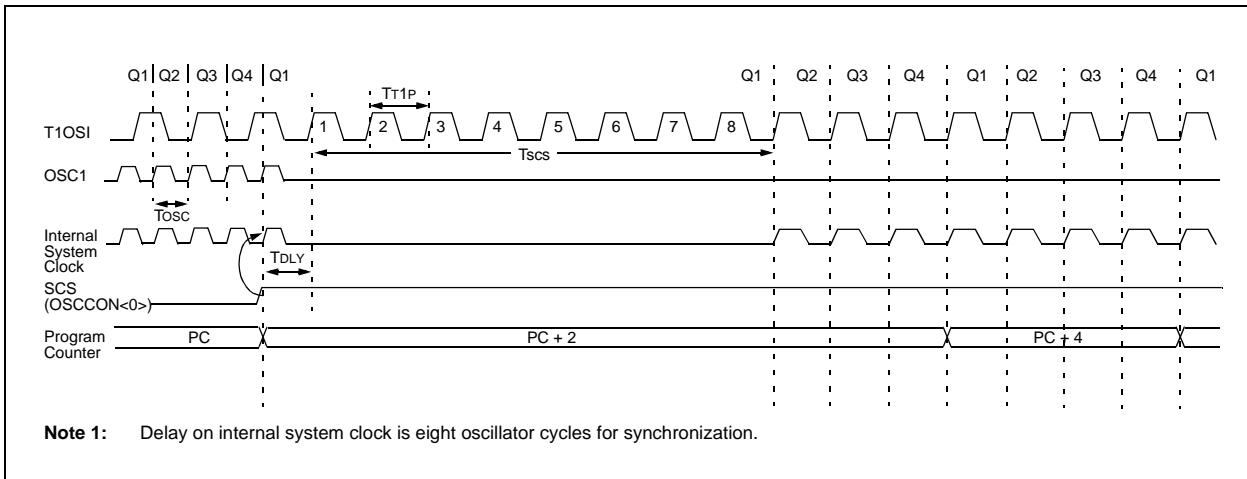 Q1 Q2 Q3 Q4 Q1 Q1 Q2 Q3 Q4 Q1 Q2 Q3 Q4 Q1
TT1P
T1OSI 1 2 3 4 5 6 7 8
TSCS
OSC1
TOSC
Internal
System
Clock
TDLY
SCS
(OSCCON<0>)
Program
Counter
PC PC + 2 PC + 4
Note 1: Delay on internal system clock is eight oscillator cycles for synchronization.